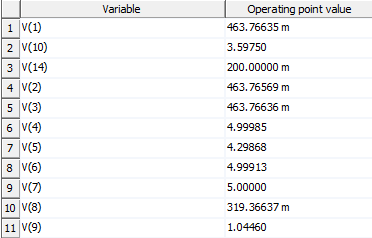 Variable Operating point value
1 V(1) 463.76635 m
2 V(10) 3.59750
3 V(14) 200.00000 m
4 V(2) 463.76569 m
5 V(3) 463.76636 m
6 V(4) 4.99985
7 V(5) 4.29868
8 V(6) 4.99913
9 V(7) 5.00000
10 V(8) 319.36637 m
11 V(9) 1.04460